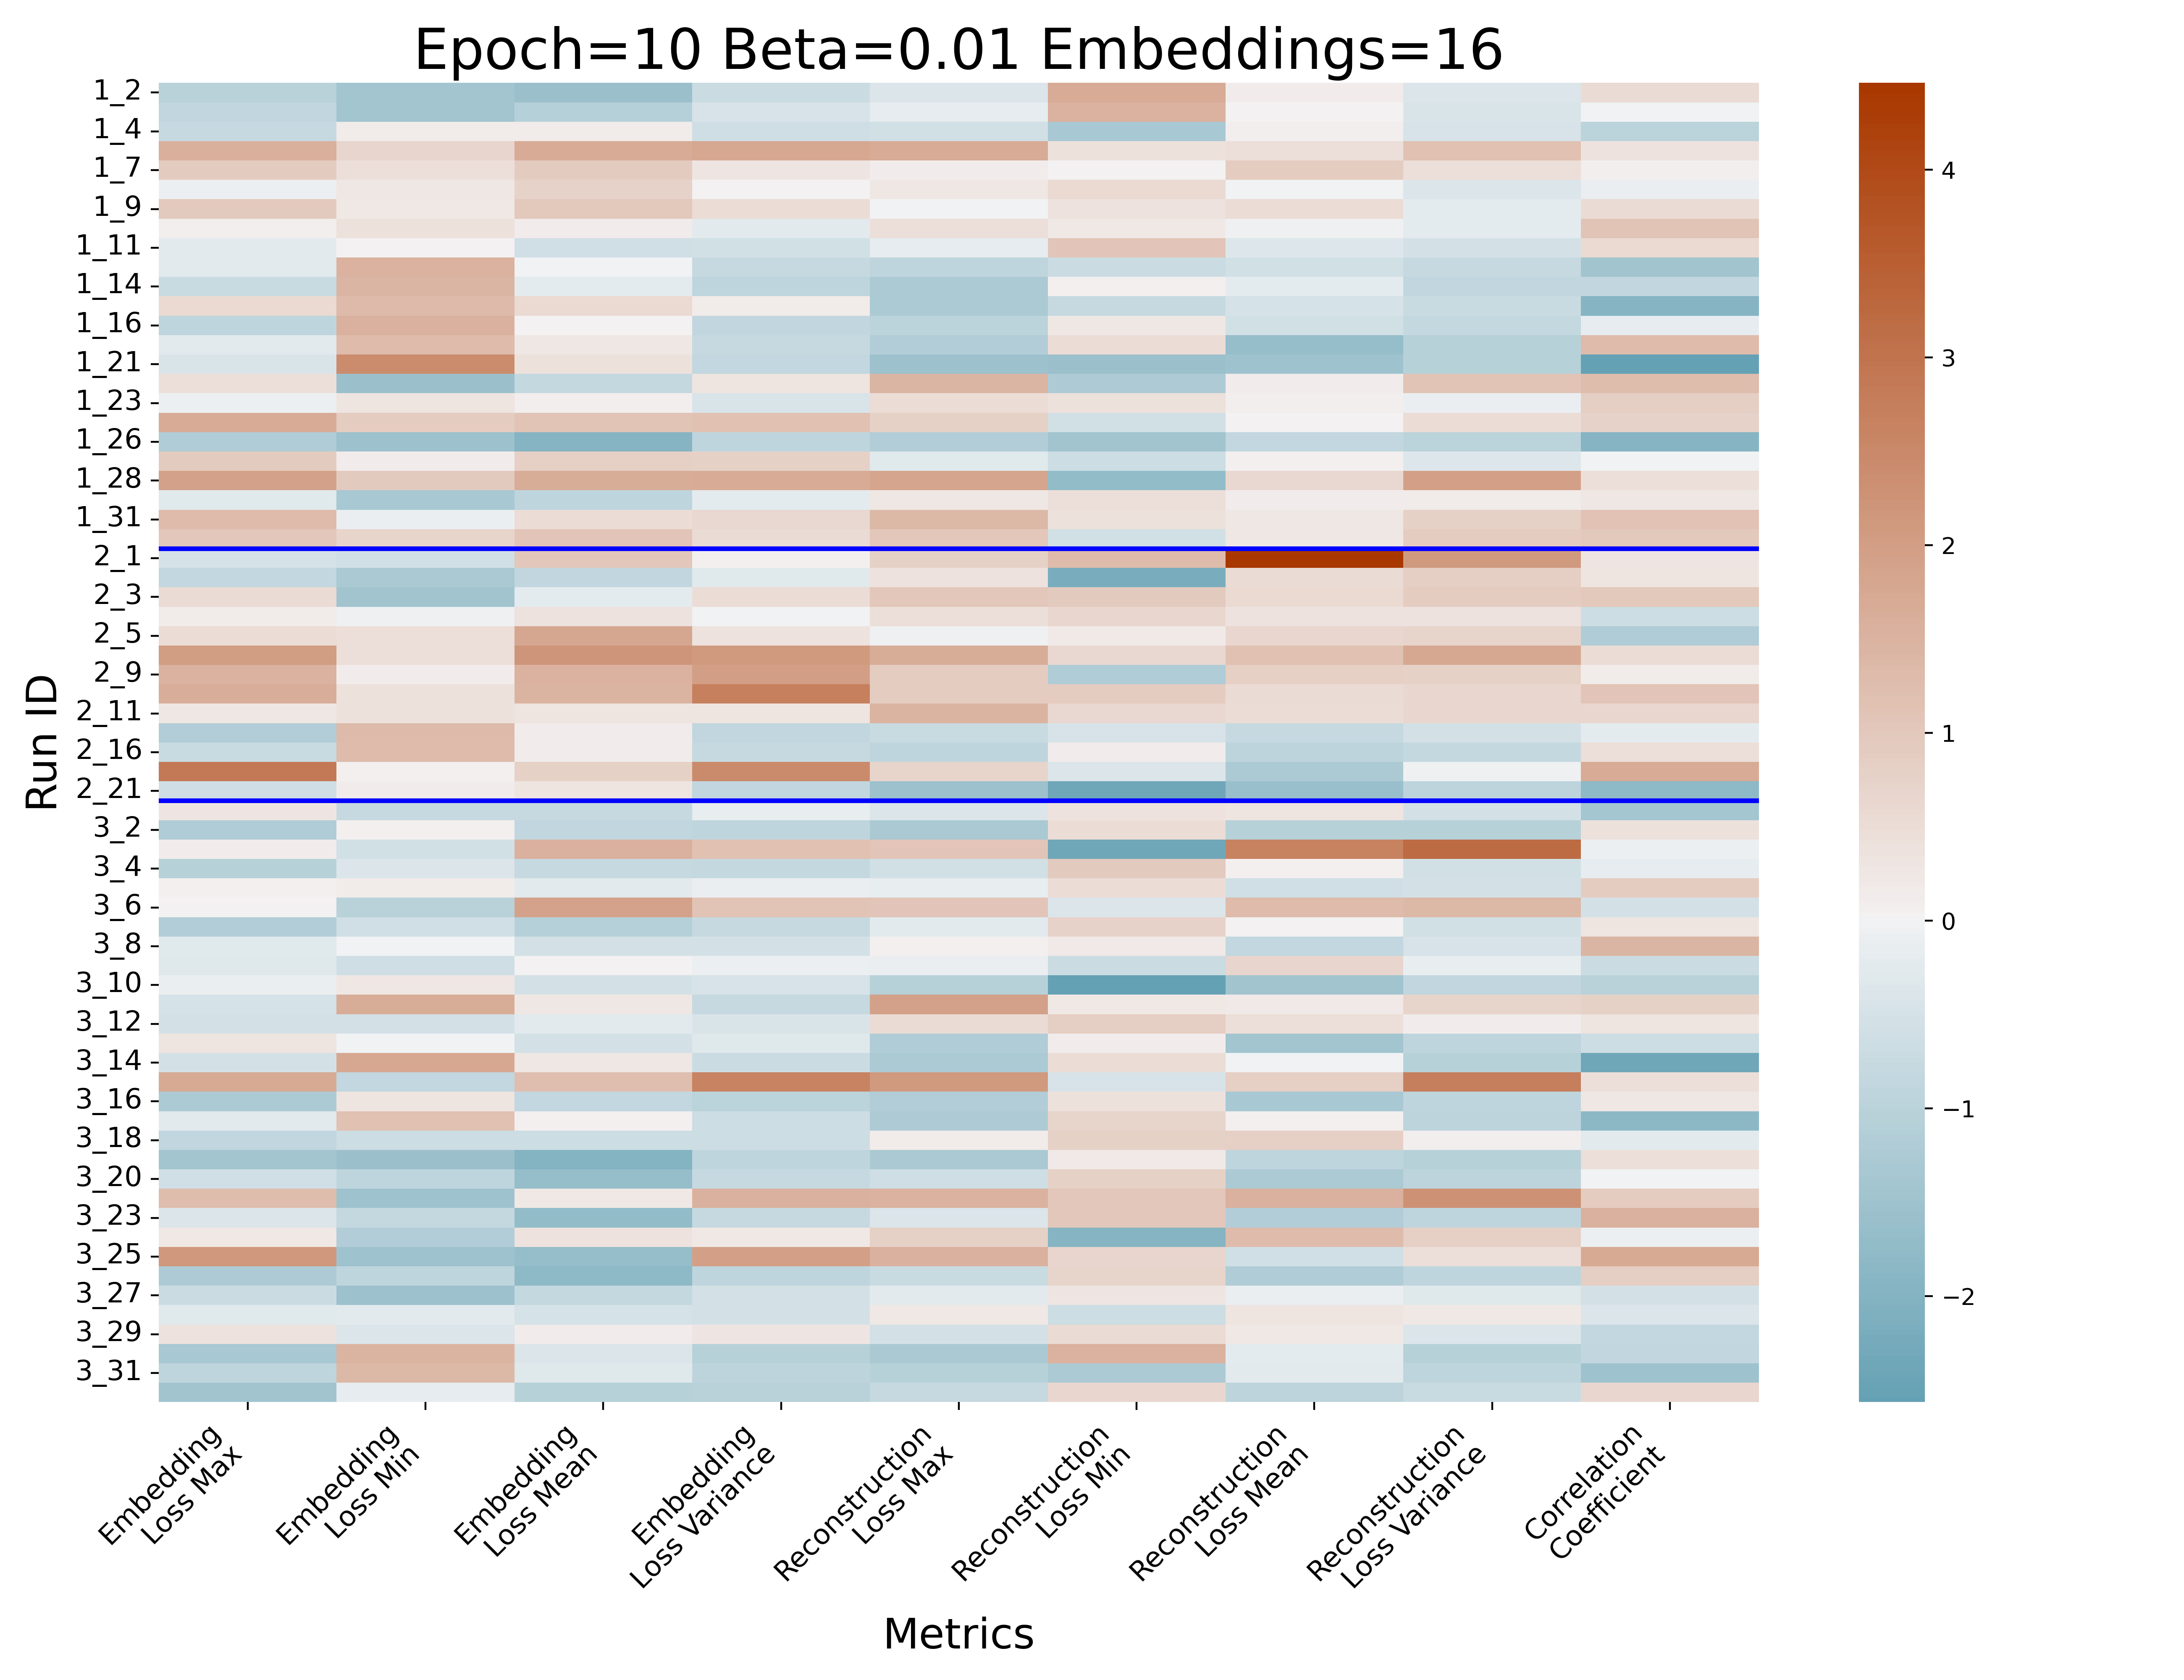 Epoch=10 Beta=0.01 Embeddings=16
Run ID
1_2
1_4
1_7
1_9
1_11
1_14
1_16
1_21
1_23
1_26
1_28
1_31
2_1
2_3
2_5
2_9
2_11
2_16
2_21
3_2
3_4
3_6
3_8
3_10
3_12
3_14
3_16
3_18
3_20
3_23
3_25
3_27
3_29
3_31
Embedding
Loss Max
Embedding
Loss Min
Embedding
Loss Mean
Embedding
Loss Variance
Reconstruction
Loss Max
Reconstruction
Loss Min
Reconstruction
Loss Mean
Reconstruction
Loss Variance
Correlation
Coefficient
Metrics
4
3
2
1
0
−1
−2